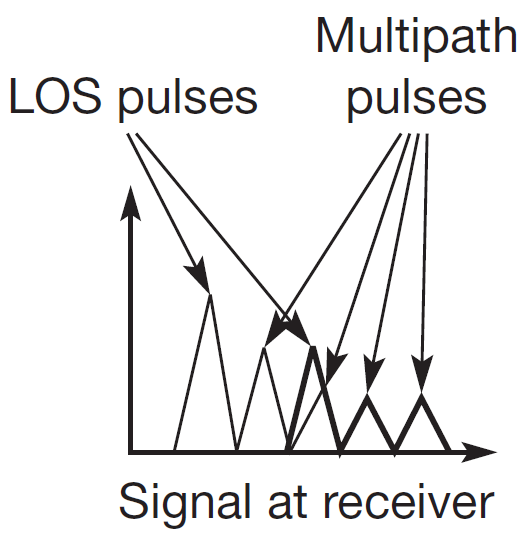 Multipath
pulses
LOS pulses
Signal at receiver